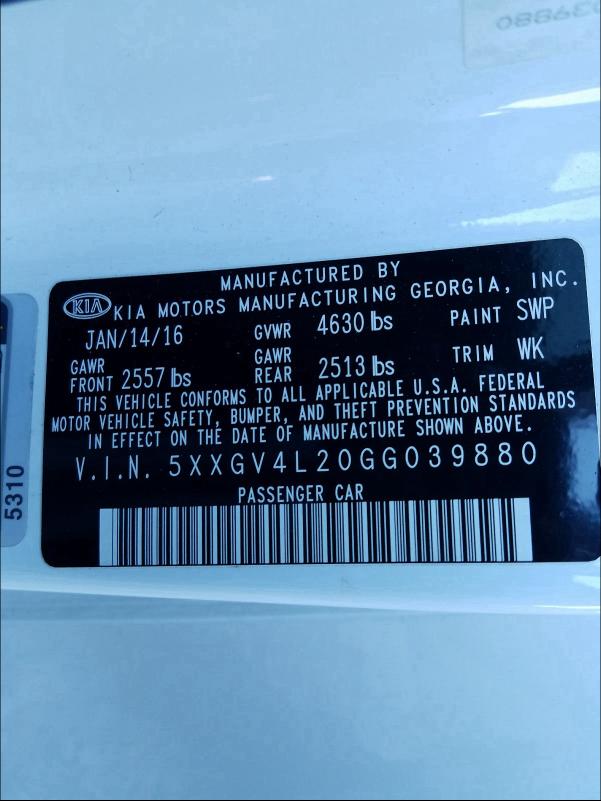 39880
MANUFACTURED BY
KIA KIA MOTORS MANUFACTURING GEORGIA, INC.
JAN/14/16 GVWR 4630 lbs PAINT SWP
GAWR FRONT 2557 lbs GAWR REAR 2513 lbs TRIM WK
THIS VEHICLE CONFORMS TO ALL APPLICABLE U.S.A. FEDERAL
MOTOR VEHICLE SAFETY, BUMPER, AND THEFT PREVENTION STANDARDS
IN EFFECT ON THE DATE OF MANUFACTURE SHOWN ABOVE.
V.I.N. 5XXGV4L20GG039880
PASSENGER CAR
5310